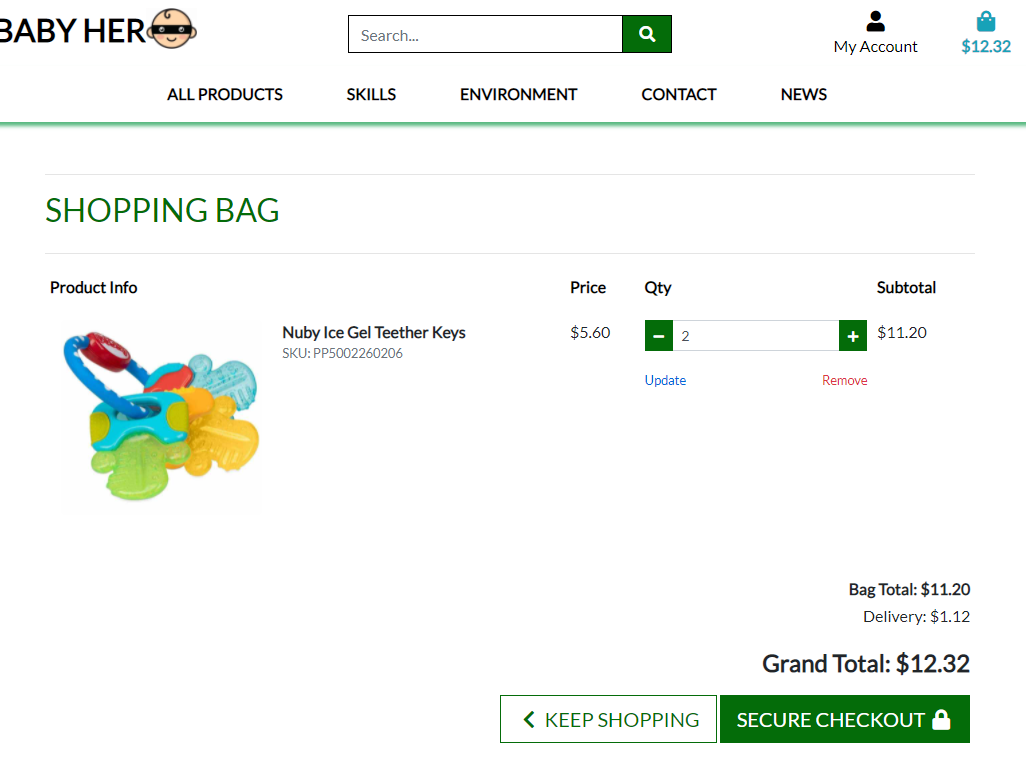 BABY HER
Search...
My Account
$12.32
ALL PRODUCTS SKILLS ENVIRONMENT CONTACT NEWS
SHOPPING BAG
Product Info Price Qty Subtotal
Nuby Ice Gel Teether Keys $5.60 2 $11.20
SKU: PP5002260206
Update Remove
Bag Total: $11.20
Delivery: $1.12
Grand Total: $12.32
KEEP SHOPPING SECURE CHECKOUT